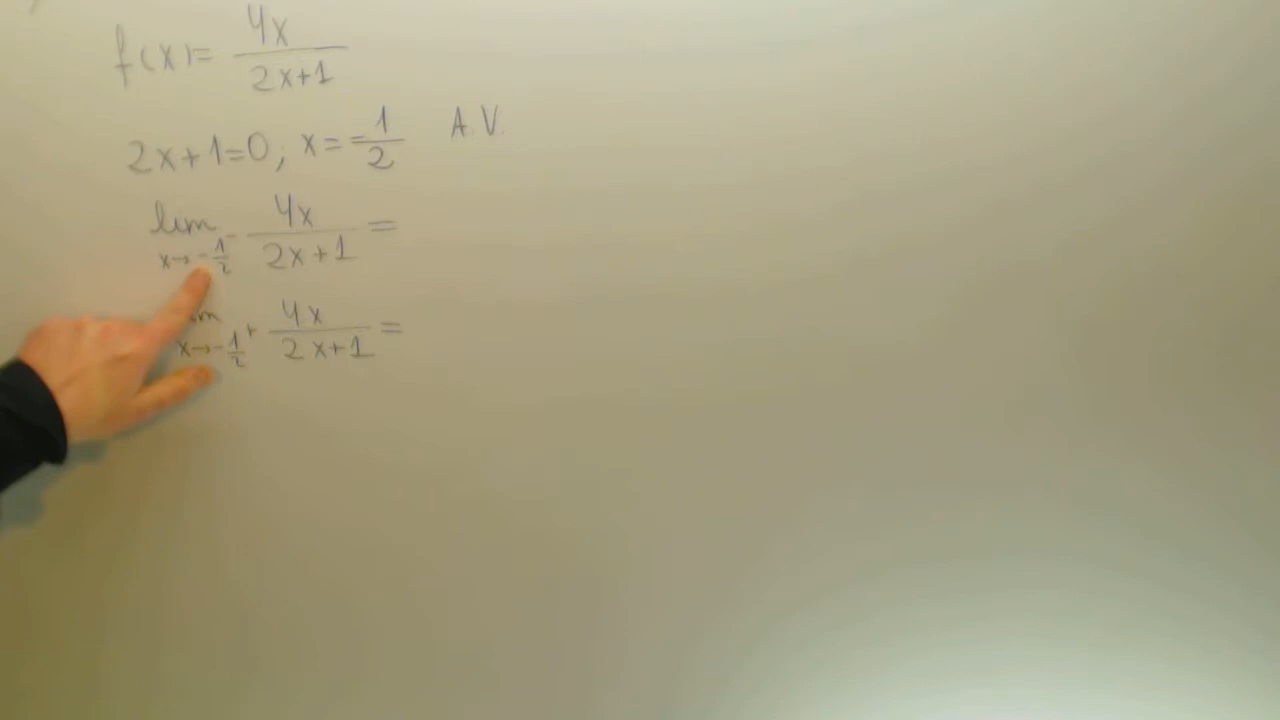 f(x)= 4x/2x+1
2x+1=0; x=-1/2 A.V.
lim x→-1/2⁻ 4x/2x+1 =
x→-1/2⁺ 4x/2x+1 =